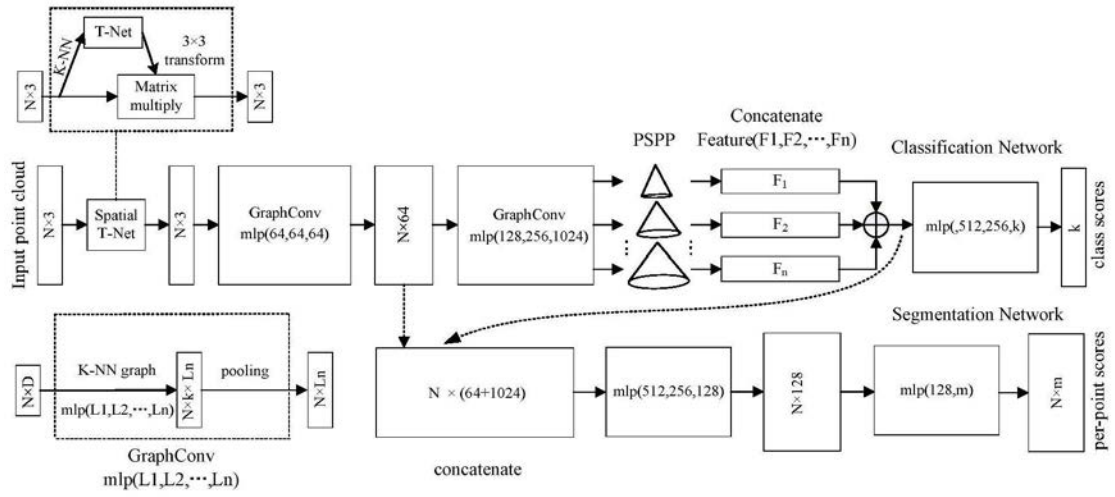 T-Net
K-NN
3×3
transform
N×3
Matrix
multiply
N×3
Input point cloud
N×3
Spatial
T-Net
N×3
GraphConv
mlp(64,64,64)
N×64
GraphConv
mlp(128,256,1024)
PSPP
Concatenate
Feature(F1,F2,⋯,Fn)
F1
F2
Fn
Classification Network
mlp(,512,256,k)
k
class scores
N×D
K-NN graph
mlp(L1,L2,⋯,Ln)
N×k×Ln
pooling
N×Ln
GraphConv
mlp(L1,L2,⋯,Ln)
N ×(64+1024)
concatenate
mlp(512,256,128)
N×128
Segmentation Network
mlp(128,m)
N×m
per-point scores